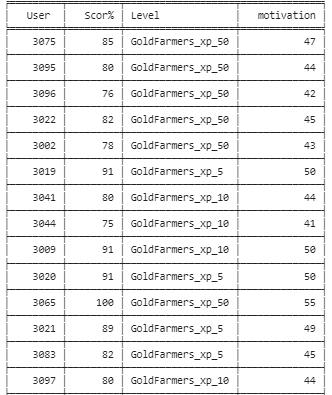 User Scor% Level motivation
3075 85 GoldFarmers_xp_50 47
3095 80 GoldFarmers_xp_50 44
3096 76 GoldFarmers_xp_50 42
3022 82 GoldFarmers_xp_50 45
3002 78 GoldFarmers_xp_50 43
3019 91 GoldFarmers_xp_5 50
3041 80 GoldFarmers_xp_10 44
3044 75 GoldFarmers_xp_10 41
3009 91 GoldFarmers_xp_10 50
3020 91 GoldFarmers_xp_5 50
3065 100 GoldFarmers_xp_50 55
3021 89 GoldFarmers_xp_5 49
3083 82 GoldFarmers_xp_5 45
3097 80 GoldFarmers_xp_10 44